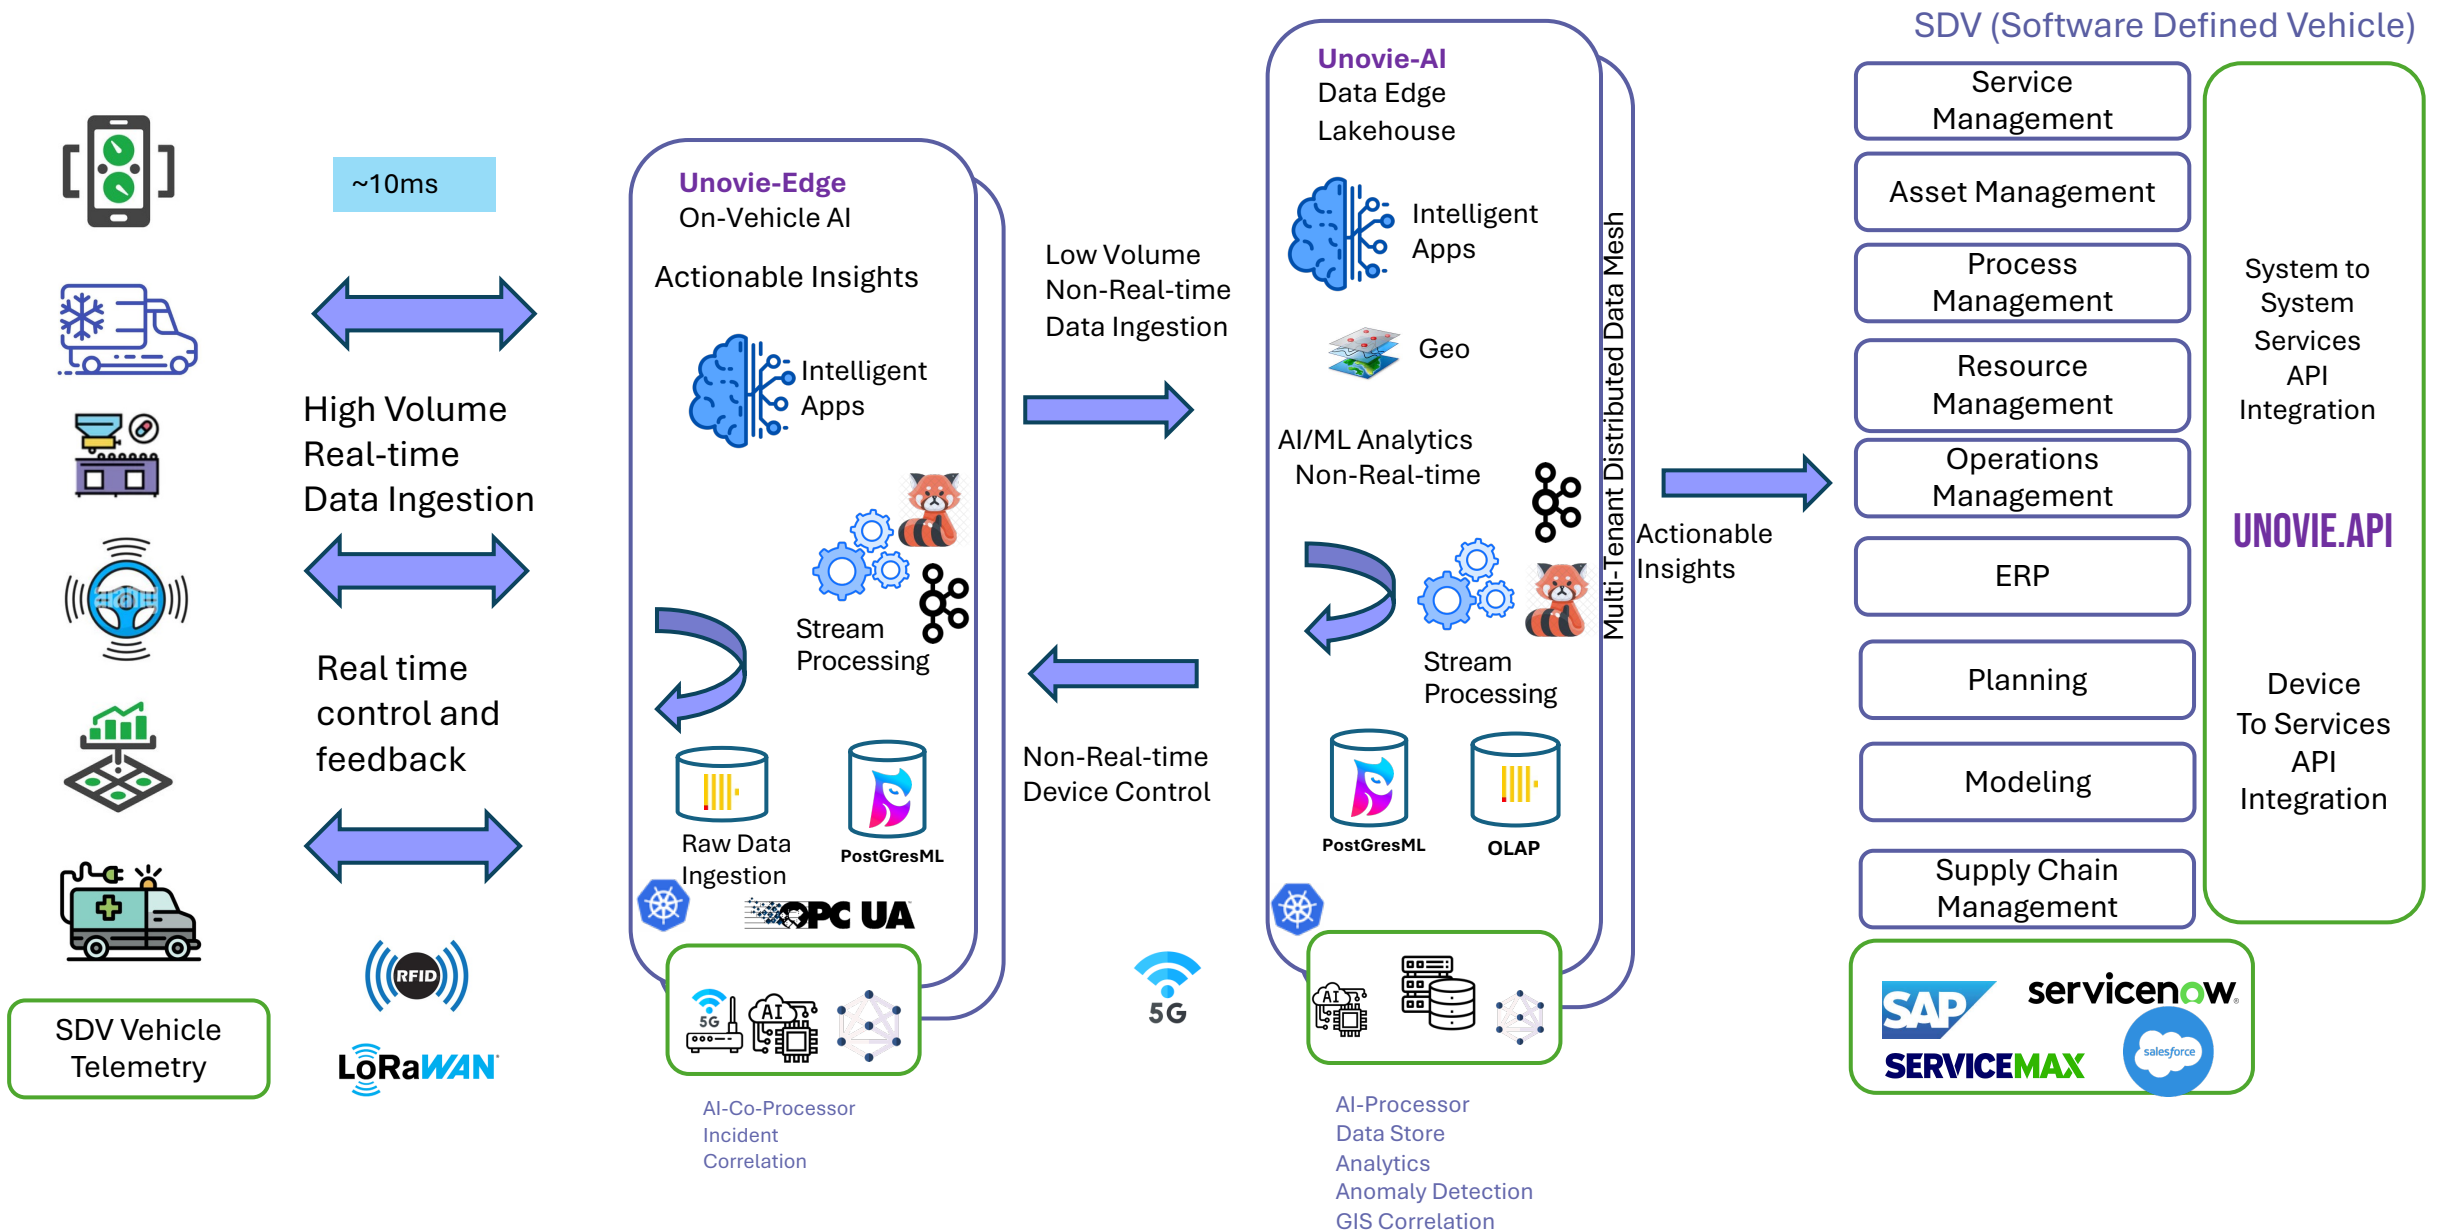 SDV (Software Defined Vehicle)
~10ms
High Volume
Real-time
Data Ingestion
Real time
control and
feedback
RFID
LoRaWAN
SDV Vehicle
Telemetry
Unovie-Edge
On-Vehicle AI
Actionable Insights
Intelligent
Apps
Stream
Processing
Raw Data
Ingestion
PostGresML
OPC UA
5G
AI
AI-Co-Processor
Incident
Correlation
Low Volume
Non-Real-time
Data Ingestion
Non-Real-time
Device Control
5G
Unovie-AI
Data Edge
Lakehouse
Intelligent
Apps
Geo
AI/ML Analytics
Non-Real-time
Stream
Processing
PostGresML
OLAP
Multi-Tenant Distributed Data Mesh
AI
AI-Processor
Data Store
Analytics
Anomaly Detection
GIS Correlation
Actionable
Insights
Service
Management
Asset Management
Process
Management
Resource
Management
Operations
Management
ERP
Planning
Modeling
Supply Chain
Management
System to
System
Services
API
Integration
UNOVIE.API
Device
To Services
API
Integration
SAP
servicenow
SERVICEMAX
salesforce